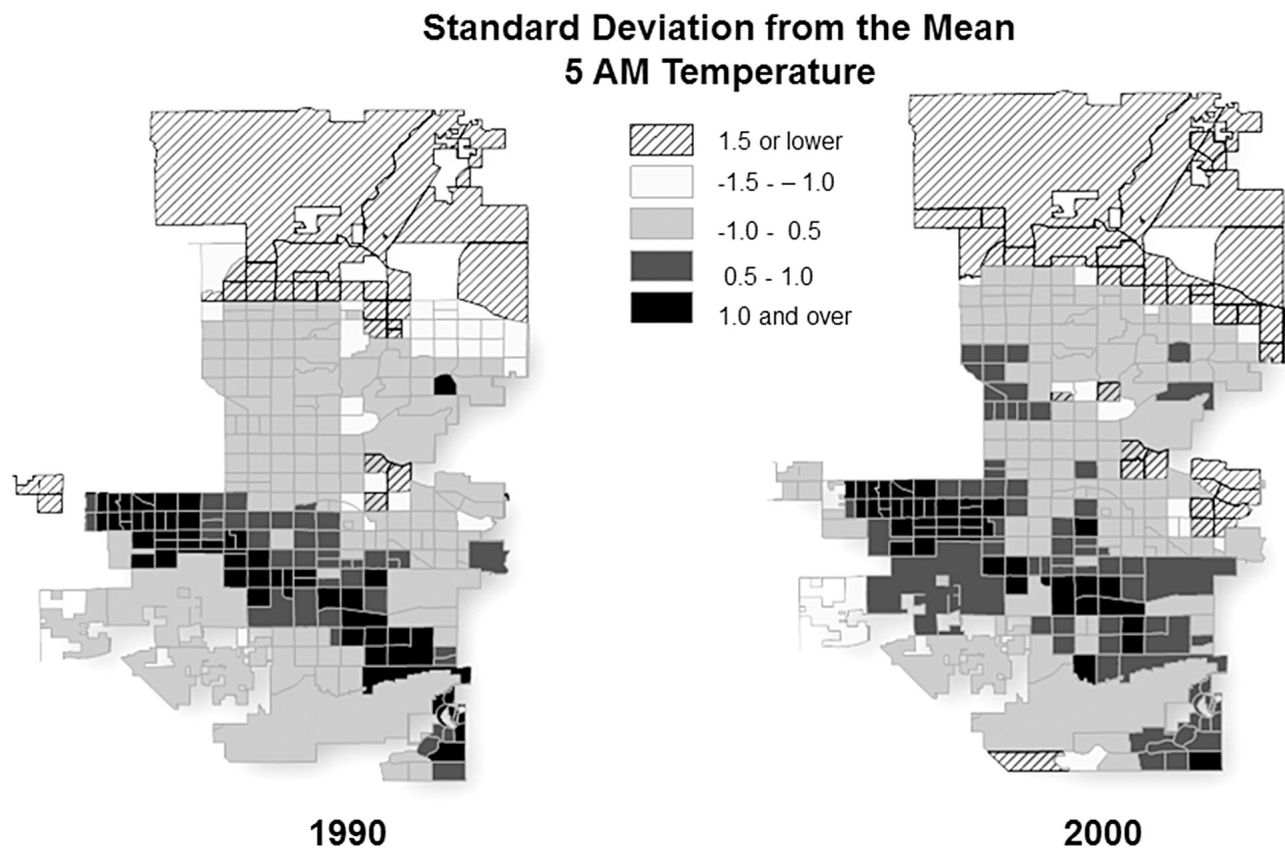 Standard Deviation from the Mean
5 AM Temperature
1.5 or lower
-1.5 - – 1.0
-1.0 - 0.5
0.5 - 1.0
1.0 and over
1990
2000